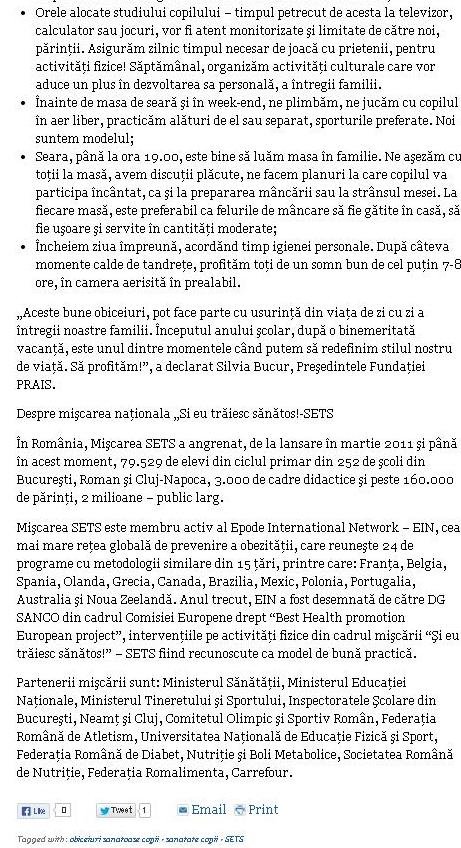 • Orele alocate studiului copilului – timpul petrecut de acesta la televizor,
calculator sau jocuri, vor fi atent monitorizate şi limitate de către noi,
părinţii. Asigurăm zilnic timpul necesar de joacă cu prietenii, pentru
activităţi fizice! Săptămânal, organizăm activităţi culturale care vor
aduce un plus în dezvoltarea sa personală, a întregii familii.
• Înainte de masa de seară şi în week-end, ne plimbăm, ne jucăm cu copilul
în aer liber, practicăm alături de el sau separat, sporturile preferate. Noi
suntem modelul;
• Seara, până la ora 19.00, este bine să luăm masa în familie. Ne aşezăm cu
toţii la masă, avem discuţii plăcute, ne facem planuri la care copilul va
participa încântat, ca şi la prepararea mâncării sau la strânsul mesei. La
fiecare masă, este preferabil ca felurile de mâncare să fie gătite în casă, să
fie uşoare şi servite în cantităţi moderate;
• Încheiem ziua împreună, acordând timp igienei personale. După câteva
momente calde de tandreţe, profităm toţi de un somn bun de cel puţin 7-8
ore, în camera aerisită în prealabil.
„Aceste bune obiceiuri, pot face parte cu usurinţă din viaţa de zi cu zi a
întregii noastre familii. Începutul anului şcolar, după o binemeritată
vacanţă, este unul dintre momentele când putem să redefinim stilul nostru
de viaţă. Să profităm!”, a declarat Silvia Bucur, Preşedintele Fundaţiei
PRAIS.
Despre mişcarea naţionala „Si eu trăiesc sănătos!-SETS
În România, Mişcarea SETS a angrenat, de la lansare în martie 2011 şi până
în acest moment, 79.529 de elevi din ciclul primar din 252 de şcoli din
Bucureşti, Roman şi Cluj-Napoca, 3.000 de cadre didactice şi peste 160.000
de părinţi, 2 milioane – public larg.
Mişcarea SETS este membru activ al Epode International Network – EIN, cea
mai mare reţea globală de prevenire a obezităţii, care reuneşte 24 de
programe cu metodologii similare din 15 ţări, printre care: Franţa, Belgia,
Spania, Olanda, Grecia, Canada, Brazilia, Mexic, Polonia, Portugalia,
Australia şi Noua Zeelandă. Anul trecut, EIN a fost desemnată de către DG
SANCO din cadrul Comisiei Europene drept “Best Health promotion
European project”, intervenţiile pe activităţi fizice din cadrul mişcării “Şi eu
trăiesc sănătos!” – SETS fiind recunoscute ca model de bună practică.
Partenerii mişcării sunt: Ministerul Sănătăţii, Ministerul Educaţiei
Naţionale, Ministerul Tineretului şi Sportului, Inspectoratele Şcolare din
Bucureşti, Neamţ şi Cluj, Comitetul Olimpic şi Sportiv Român, Federaţia
Română de Atletism, Universitatea Naţională de Educaţie Fizică şi Sport,
Federaţia Română de Diabet, Nutriţie şi Boli Metabolice, Societatea Română
de Nutriţie, Federaţia Romalimenta, Carrefour.
Like 0 Tweet 1 Email Print
Tagged with: obiceiuri sanatoase copii • sanatate copii • SETS